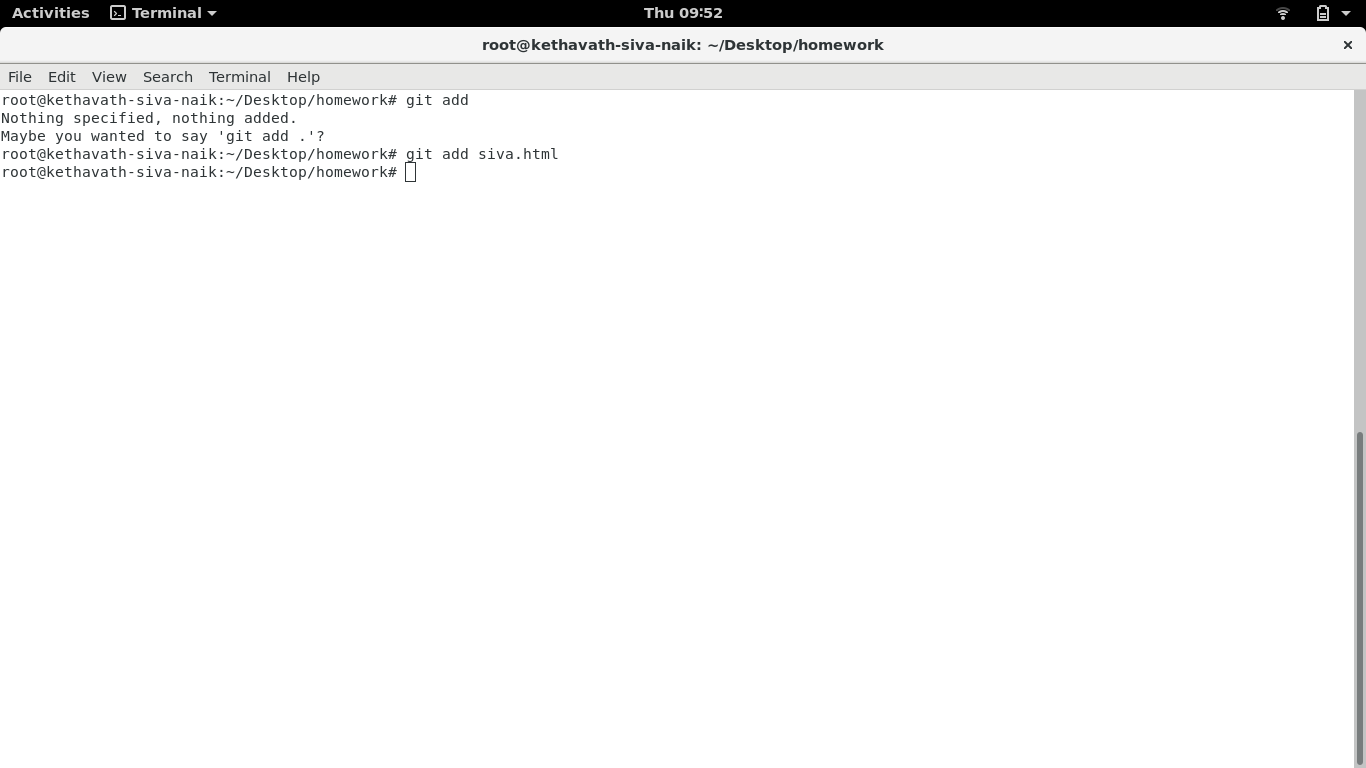 Activities Terminal Thu 09:52
root@kethavath-siva-naik: ~/Desktop/homework ×
File Edit View Search Terminal Help
root@kethavath-siva-naik:~/Desktop/homework# git add
Nothing specified, nothing added.
Maybe you wanted to say 'git add .'?
root@kethavath-siva-naik:~/Desktop/homework# git add siva.html
root@kethavath-siva-naik:~/Desktop/homework#